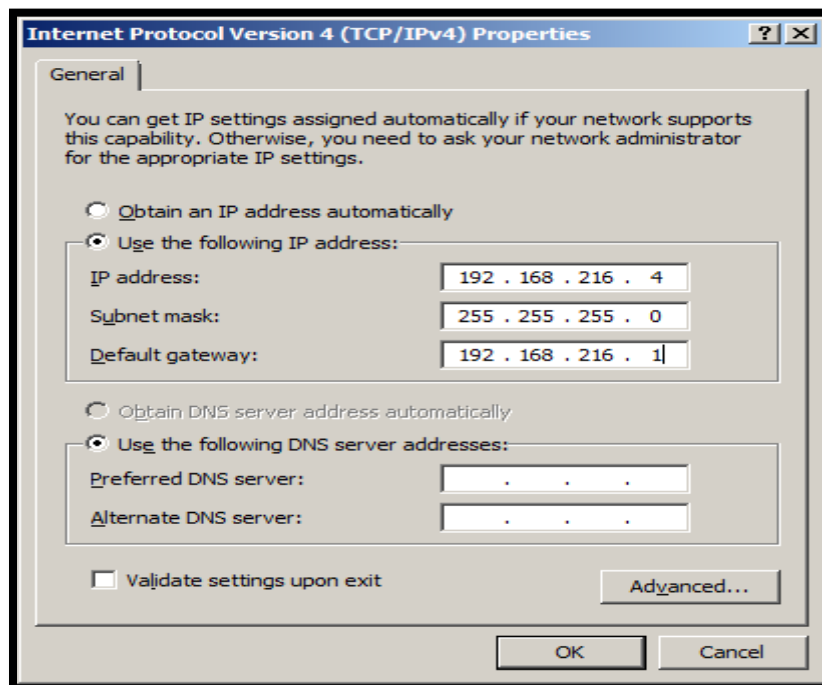 Internet Protocol Version 4 (TCP/IPv4) Properties
General
You can get IP settings assigned automatically if your network supports
this capability. Otherwise, you need to ask your network administrator
for the appropriate IP settings.
Obtain an IP address automatically
Use the following IP address:
IP address: 192 . 168 . 216 . 4
Subnet mask: 255 . 255 . 255 . 0
Default gateway: 192 . 168 . 216 . 1
Obtain DNS server address automatically
Use the following DNS server addresses:
Preferred DNS server: . . .
Alternate DNS server: . . .
Validate settings upon exit
Advanced...
OK Cancel